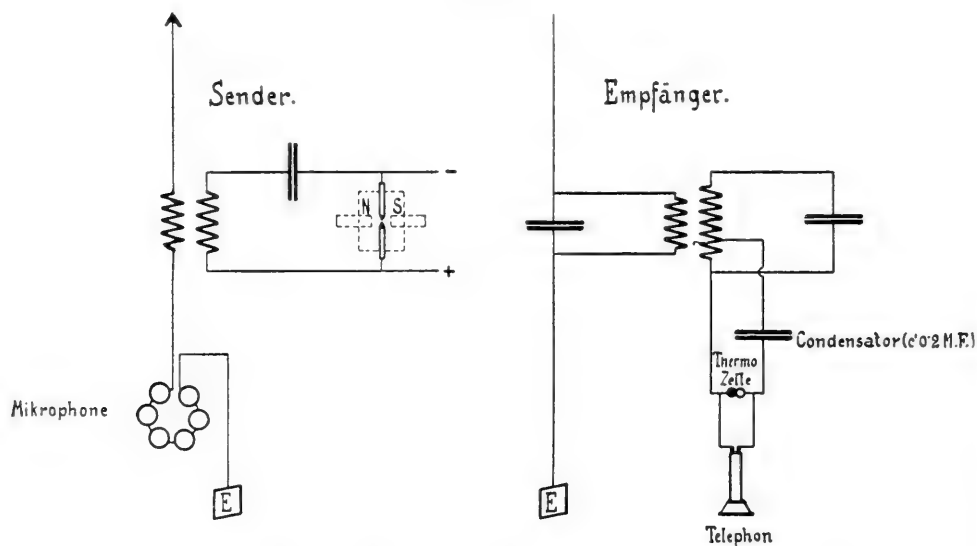 Sender.
Empfänger.
N S
-
+
Condensator (c'0·2 M.F.)
Thermo
Zelle
Mikrophone
E
E
Telephon